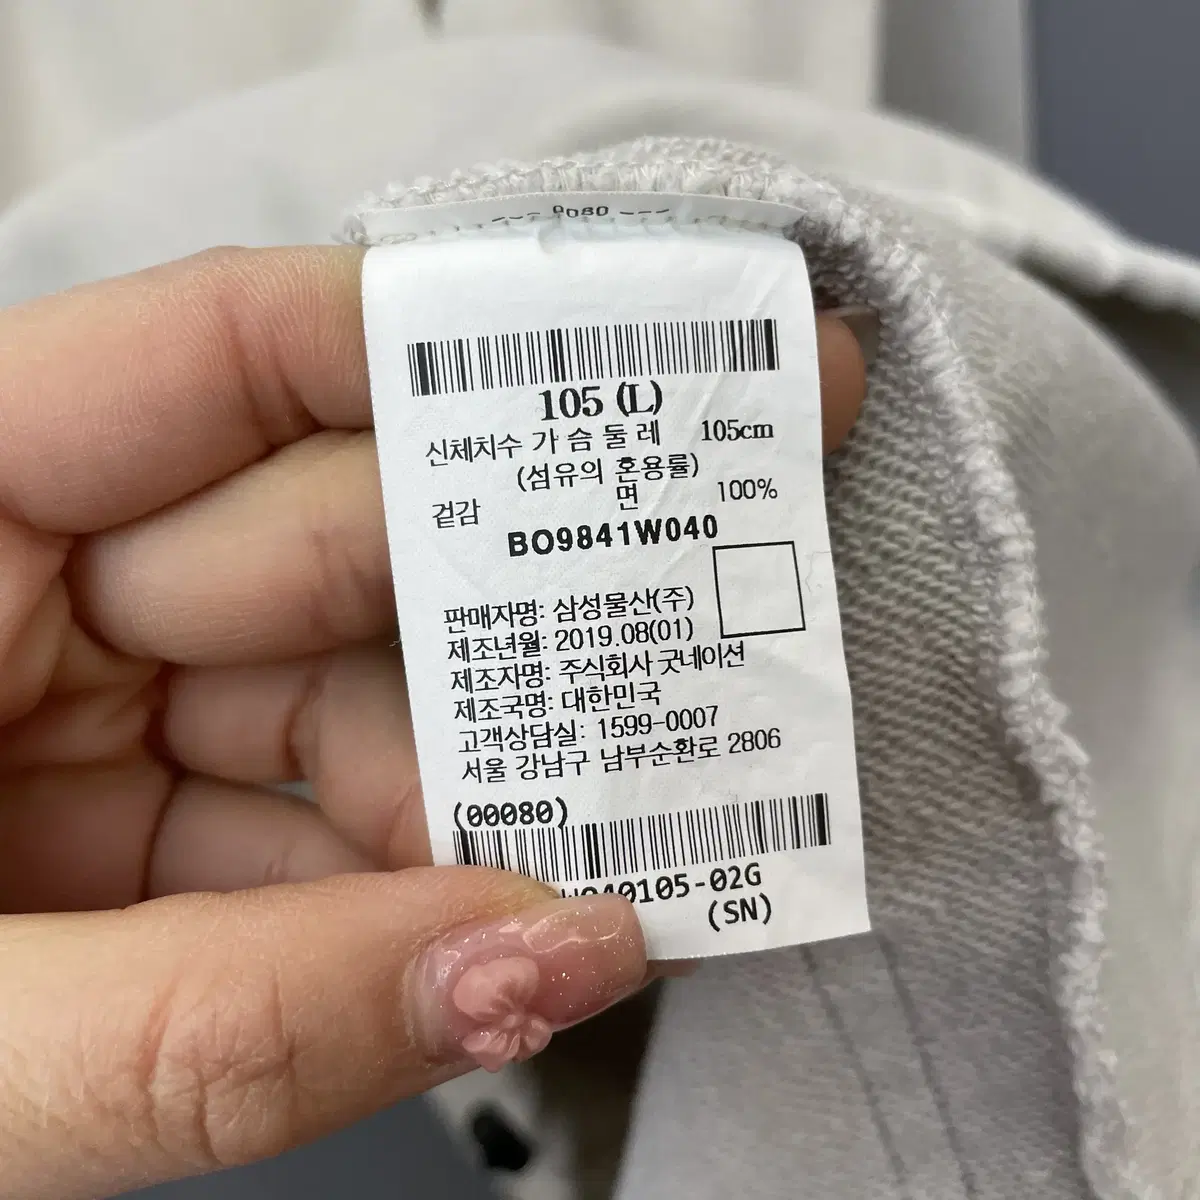 --- 0080 ---
105 (L)
신체치수 가 슴 둘 레 105cm
(섬유의 혼용률)
겉감 면 100%
BO9841W040
판매자명: 삼성물산(주)
제조년월: 2019.08(01)
제조자명: 주식회사 굿네이션
제조국명: 대한민국
고객상담실: 1599-0007
서울 강남구 남부순환로 2806
(00080)
W040105-02G
(SN)